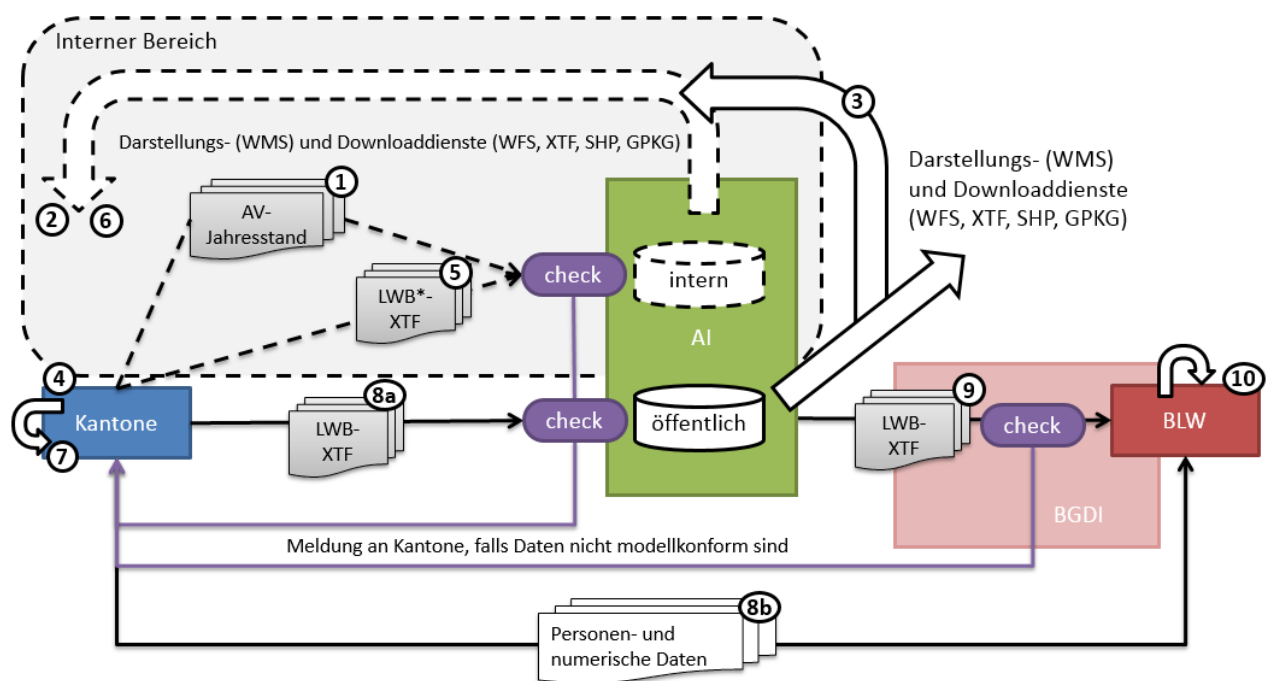 Interner Bereich
3
Darstellungs- (WMS) und Downloaddienste (WFS, XTF, SHP, GPKG)
Darstellungs- (WMS)
und Downloaddienste
(WFS, XTF, SHP, GPKG)
1
AV-
Jahresstand
2
6
5
LWB*-
XTF
check
intern
AI
4
Kantone
7
8a
LWB-
XTF
check
öffentlich
9
LWB-
XTF
check
BGDI
10
BLW
Meldung an Kantone, falls Daten nicht modellkonform sind
8b
Personen- und
numerische Daten